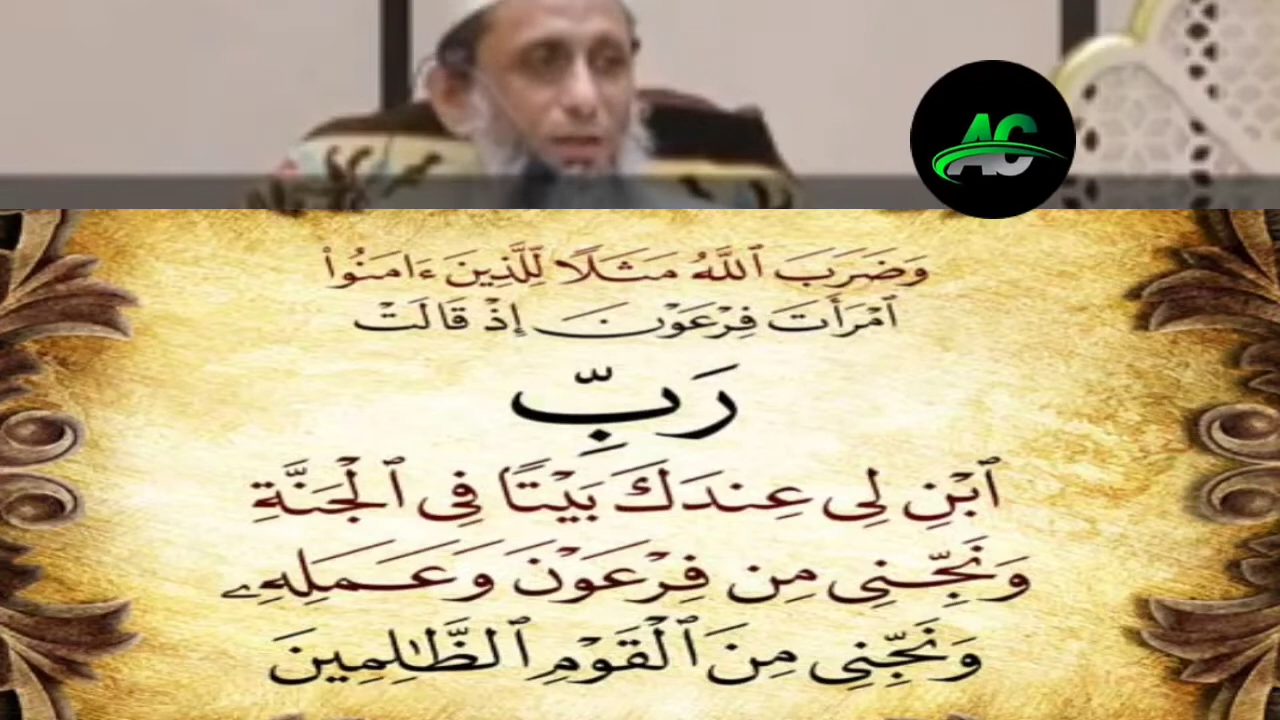 AC
وَضَرَبَ ٱللَّهُ مَثَلًا لِّلَّذِينَ ءَامَنُوا۟
ٱمْرَأَتَ فِرْعَوْنَ إِذْ قَالَتْ
رَبِّ
ٱبْنِ لِى عِندَكَ بَيْتًا فِى ٱلْجَنَّةِ
وَنَجِّنِى مِن فِرْعَوْنَ وَعَمَلِهِۦ
وَنَجِّنِى مِنَ ٱلْقَوْمِ ٱلظَّـٰلِمِينَ